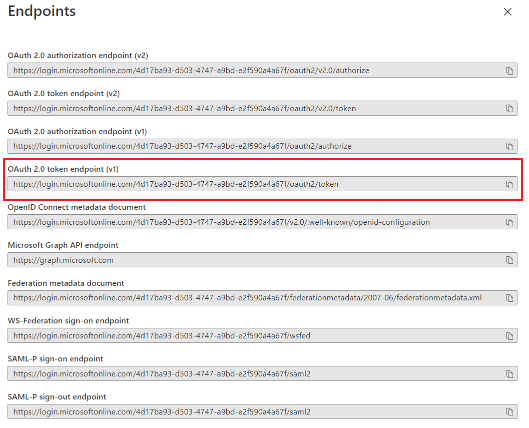 Endpoints
OAuth 2.0 authorization endpoint (v2)
https://login.microsoftonline.com/4d17ba93-d503-4747-a9bd-e2f590a4a67f/oauth2/v2.0/authorize
OAuth 2.0 token endpoint (v2)
https://login.microsoftonline.com/4d17ba93-d503-4747-a9bd-e2f590a4a67f/oauth2/v2.0/token
OAuth 2.0 authorization endpoint (v1)
https://login.microsoftonline.com/4d17ba93-d503-4747-a9bd-e2f590a4a67f/oauth2/authorize
OAuth 2.0 token endpoint (v1)
https://login.microsoftonline.com/4d17ba93-d503-4747-a9bd-e2f590a4a67f/oauth2/token
OpenID Connect metadata document
https://login.microsoftonline.com/4d17ba93-d503-4747-a9bd-e2f590a4a67f/v2.0/.well-known/openid-configuration
Microsoft Graph API endpoint
https://graph.microsoft.com
Federation metadata document
https://login.microsoftonline.com/4d17ba93-d503-4747-a9bd-e2f590a4a67f/federationmetadata/2007-06/federationmetadata.xml
WS-Federation sign-on endpoint
https://login.microsoftonline.com/4d17ba93-d503-4747-a9bd-e2f590a4a67f/wsfed
SAML-P sign-on endpoint
https://login.microsoftonline.com/4d17ba93-d503-4747-a9bd-e2f590a4a67f/saml2
SAML-P sign-out endpoint
https://login.microsoftonline.com/4d17ba93-d503-4747-a9bd-e2f590a4a67f/saml2